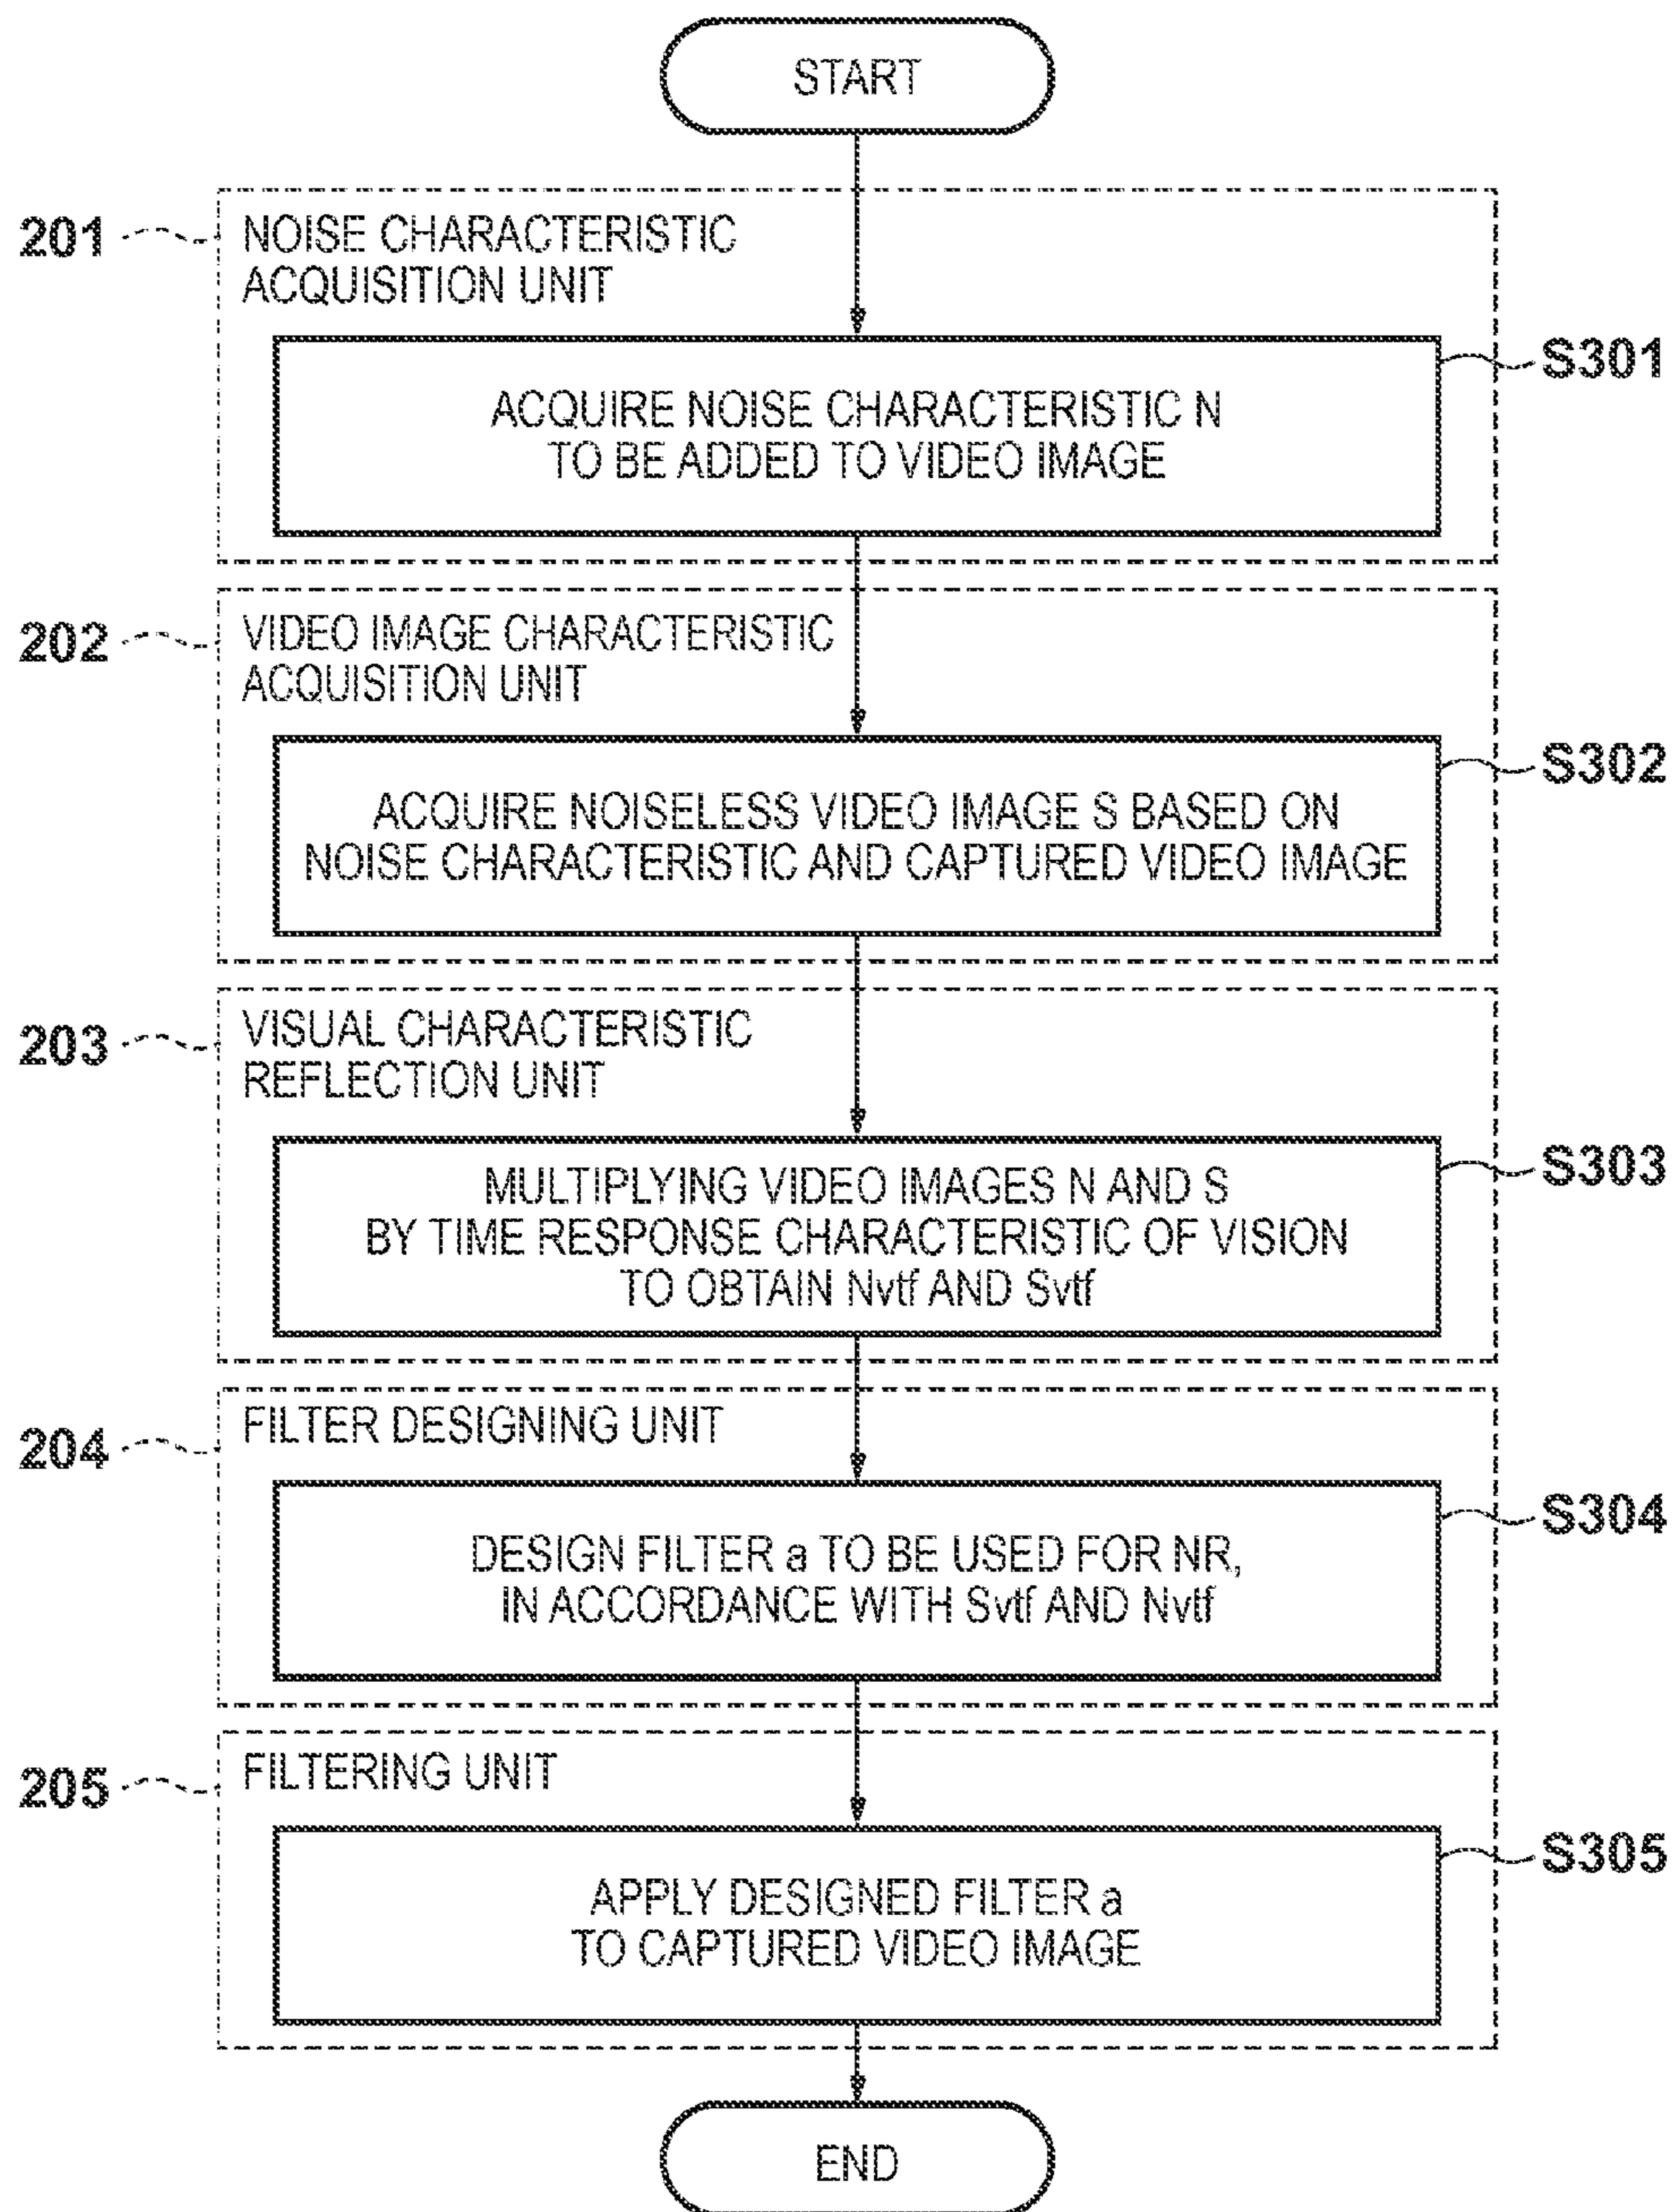 START
201
NOISE CHARACTERISTIC
ACQUISITION UNIT
S301
ACQUIRE NOISE CHARACTERISTIC N
TO BE ADDED TO VIDEO IMAGE
202
VIDEO IMAGE CHARACTERISTIC
ACQUISITION UNIT
S302
ACQUIRE NOISELESS VIDEO IMAGE S BASED ON
NOISE CHARACTERISTIC AND CAPTURED VIDEO IMAGE
203
VISUAL CHARACTERISTIC
REFLECTION UNIT
S303
MULTIPLYING VIDEO IMAGES N AND S
BY TIME RESPONSE CHARACTERISTIC OF VISION
TO OBTAIN Nvtf AND Svtf
204
FILTER DESIGNING UNIT
S304
DESIGN FILTER a TO BE USED FOR NR,
IN ACCORDANCE WITH Svtf AND Nvtf
205
FILTERING UNIT
S305
APPLY DESIGNED FILTER a
TO CAPTURED VIDEO IMAGE
END